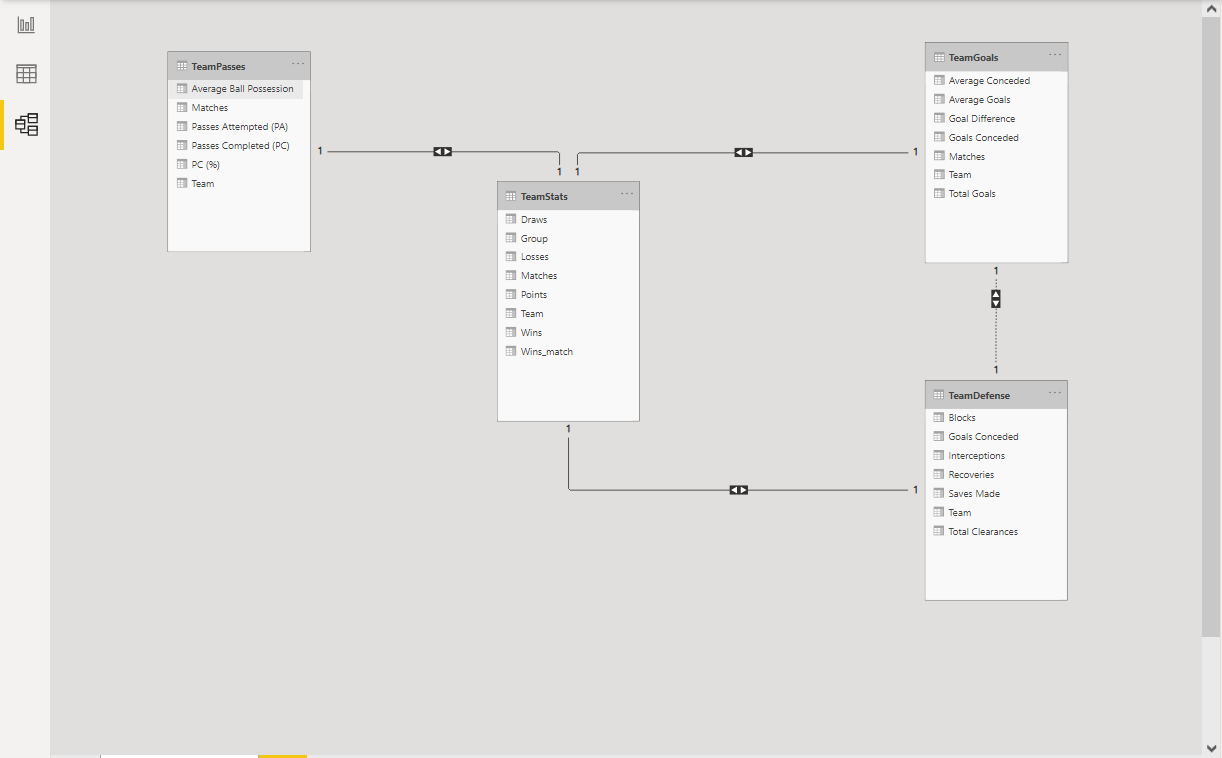 TeamPasses
Average Ball Possession
Matches
Passes Attempted (PA)
Passes Completed (PC)
PC (%)
Team
1
1
1
1
TeamStats
Draws
Group
Losses
Matches
Points
Team
Wins
Wins_match
1
TeamGoals
Average Conceded
Average Goals
Goal Difference
Goals Conceded
Matches
Team
Total Goals
1
1
TeamDefense
Blocks
Goals Conceded
Interceptions
Recoveries
Saves Made
Team
Total Clearances
1